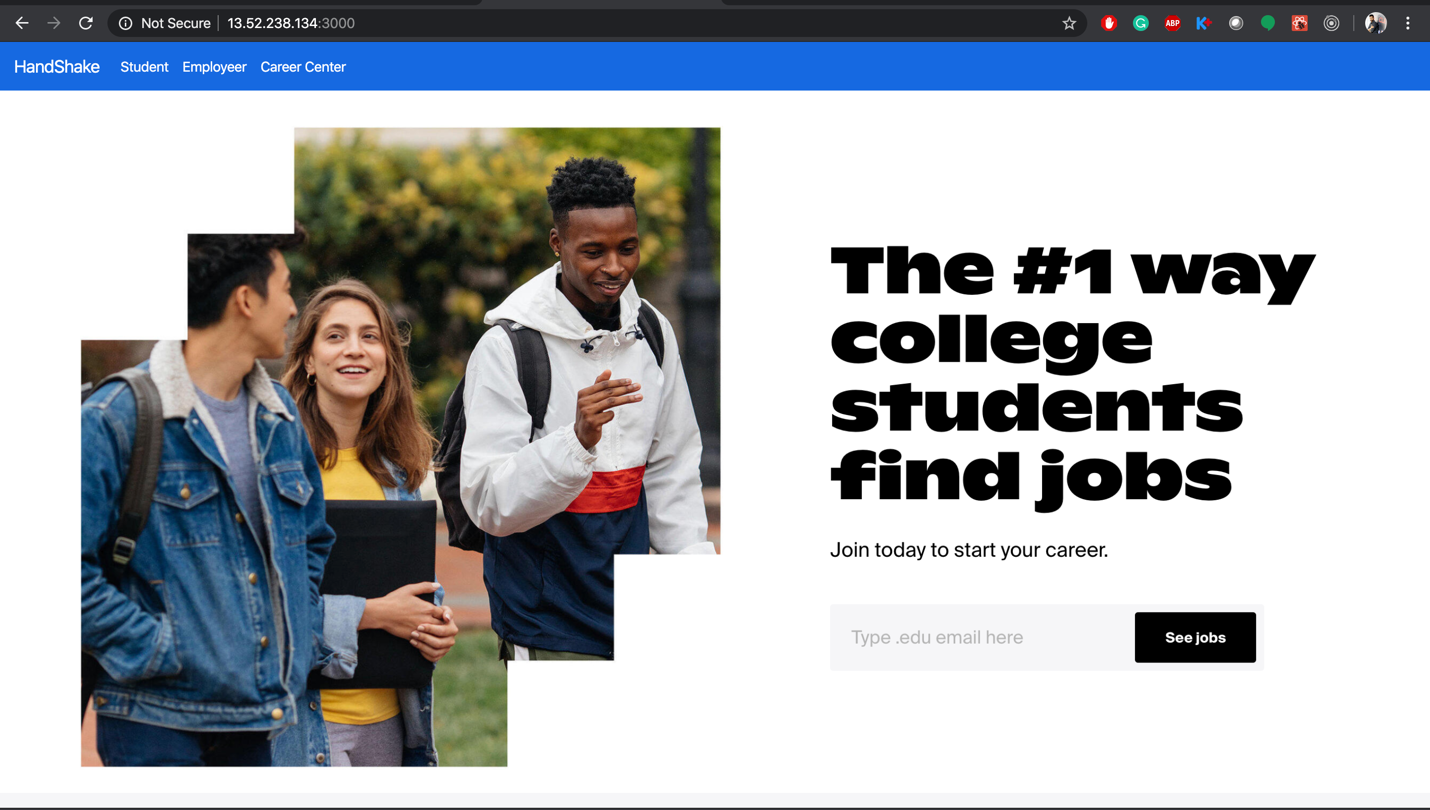 Not Secure 13.52.238.134:3000
ABP
HandShake Student Employeer Career Center
The #1 way
college
students
find jobs
Join today to start your career.
Type .edu email here See jobs